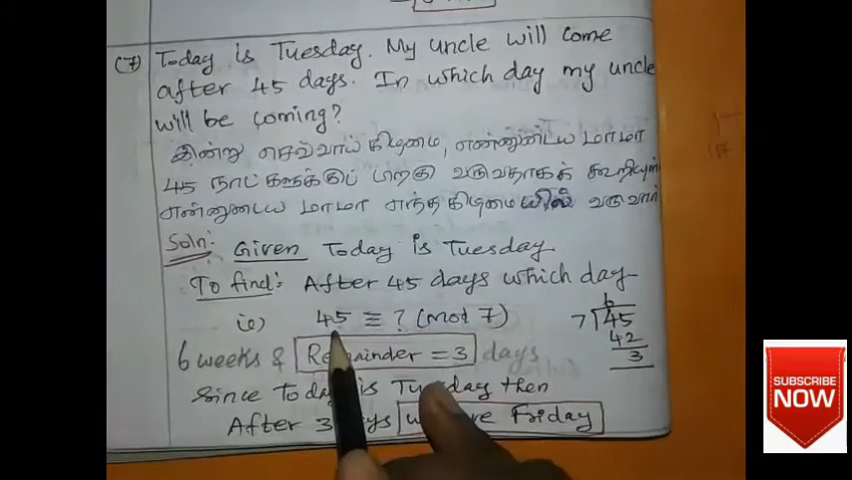 (7) Today is Tuesday. My uncle will come
after 45 days. In which day my uncle
will be coming?
இன்று செவ்வாய் கிழமை, என்னுடைய மாமா
45 நாட்களுக்குப் பிறகு வருவதாகக் கூறியுள்
என்னுடைய மாமா எந்த கிழமையில் வருவார்
Soln: Given Today is Tuesday
To find: After 45 days which day
ie) 45 ≡ ? (Mod 7)
6
7) 45
42
3
6 weeks & Remainder = 3 days
Since Today is Tuesday then
After 3 Friday
SUBSCRIBE
NOW